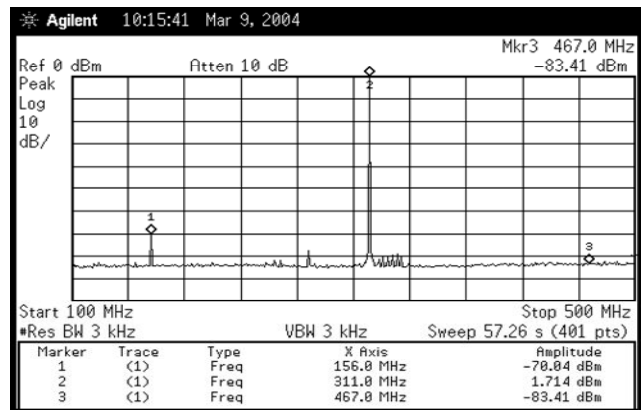 Agilent 10:15:41 Mar 9, 2004
Mkr3 467.0 MHz
Ref 0 dBm Atten 10 dB -83.41 dBm
Peak
Log
10
dB/
2
1
3
Start 100 MHz Stop 500 MHz
#Res BW 3 kHz VBW 3 kHz Sweep 57.26 s (401 pts)
Marker Trace Type X Axis Amplitude
1 (1) Freq 156.0 MHz -70.04 dBm
2 (1) Freq 311.0 MHz 1.714 dBm
3 (1) Freq 467.0 MHz -83.41 dBm